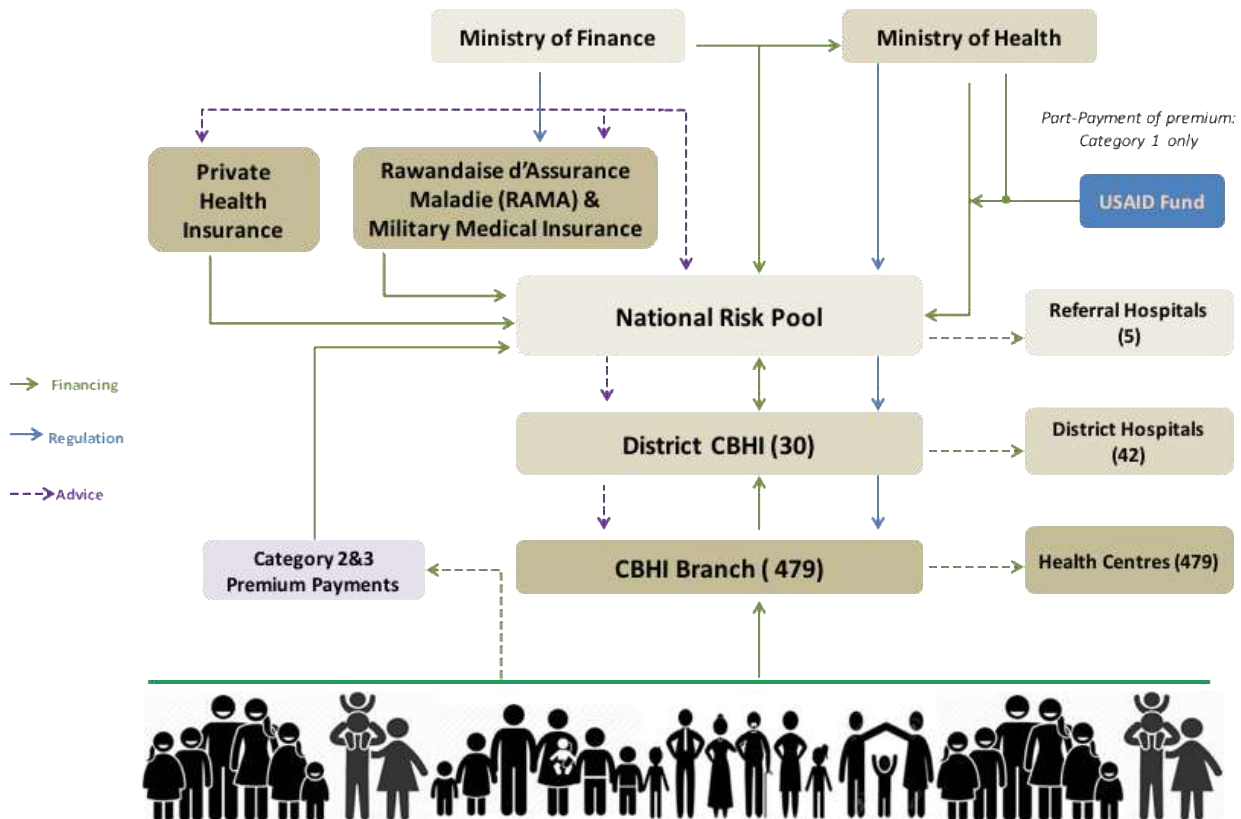 Ministry of Finance
Ministry of Health
Part-Payment of premium:
Category 1 only
Private
Health
Insurance
Rawandaise d’Assurance
Maladie (RAMA) &
Military Medical Insurance
USAID Fund
National Risk Pool
Referral Hospitals
(5)
Financing
Regulation
Advice
District CBHI (30)
District Hospitals
(42)
Category 2&3
Premium Payments
CBHI Branch ( 479)
Health Centres (479)